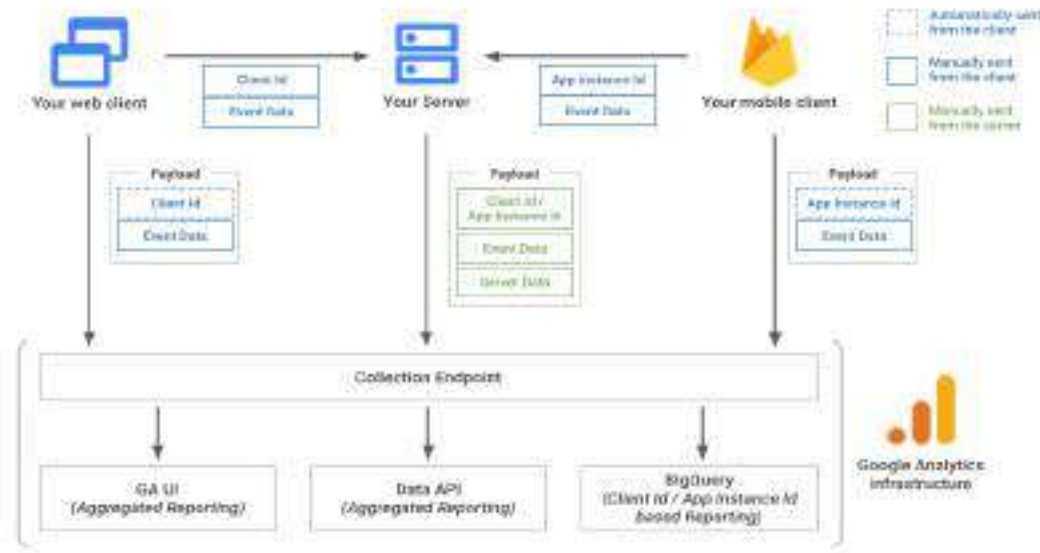 Automatically sent
from the client
Manually sent
from the client
Manually sent
from the server
Your web client
Client Id
Event Data
Your Server
App Instance Id
Event Data
Your mobile client
Payload
Client Id
Event Data
Payload
Client Id /
App Instance Id
Event Data
Server Data
Payload
App Instance Id
Event Data
Collection Endpoint
GA UI
(Aggregated Reporting)
Data API
(Aggregated Reporting)
BigQuery
(Client Id / App Instance Id
based Reporting)
Google Analytics
infrastructure